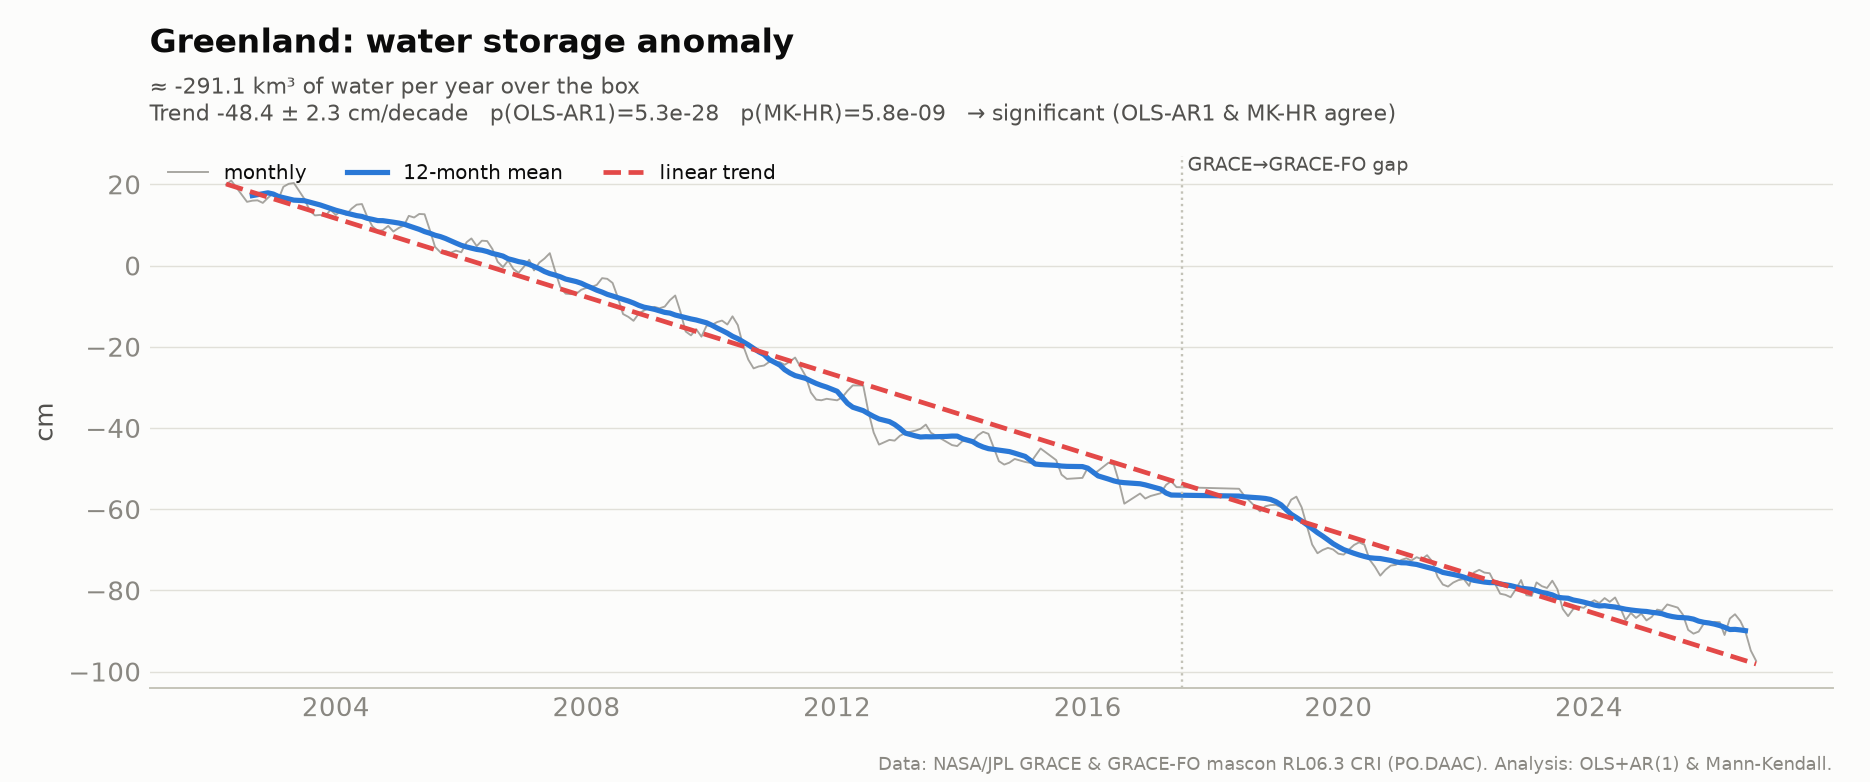 Greenland: water storage anomaly
≈ -291.1 km³ of water per year over the box
Trend -48.4 ± 2.3 cm/decade   p(OLS-AR1)=5.3e-28   p(MK-HR)=5.8e-09   → significant (OLS-AR1 & MK-HR agree)
monthly   12-month mean   linear trend
GRACE→GRACE-FO gap
20
0
−20
−40
−60
−80
−100
cm
2004 2008 2012 2016 2020 2024
Data: NASA/JPL GRACE & GRACE-FO mascon RL06.3 CRI (PO.DAAC). Analysis: OLS+AR(1) & Mann-Kendall.